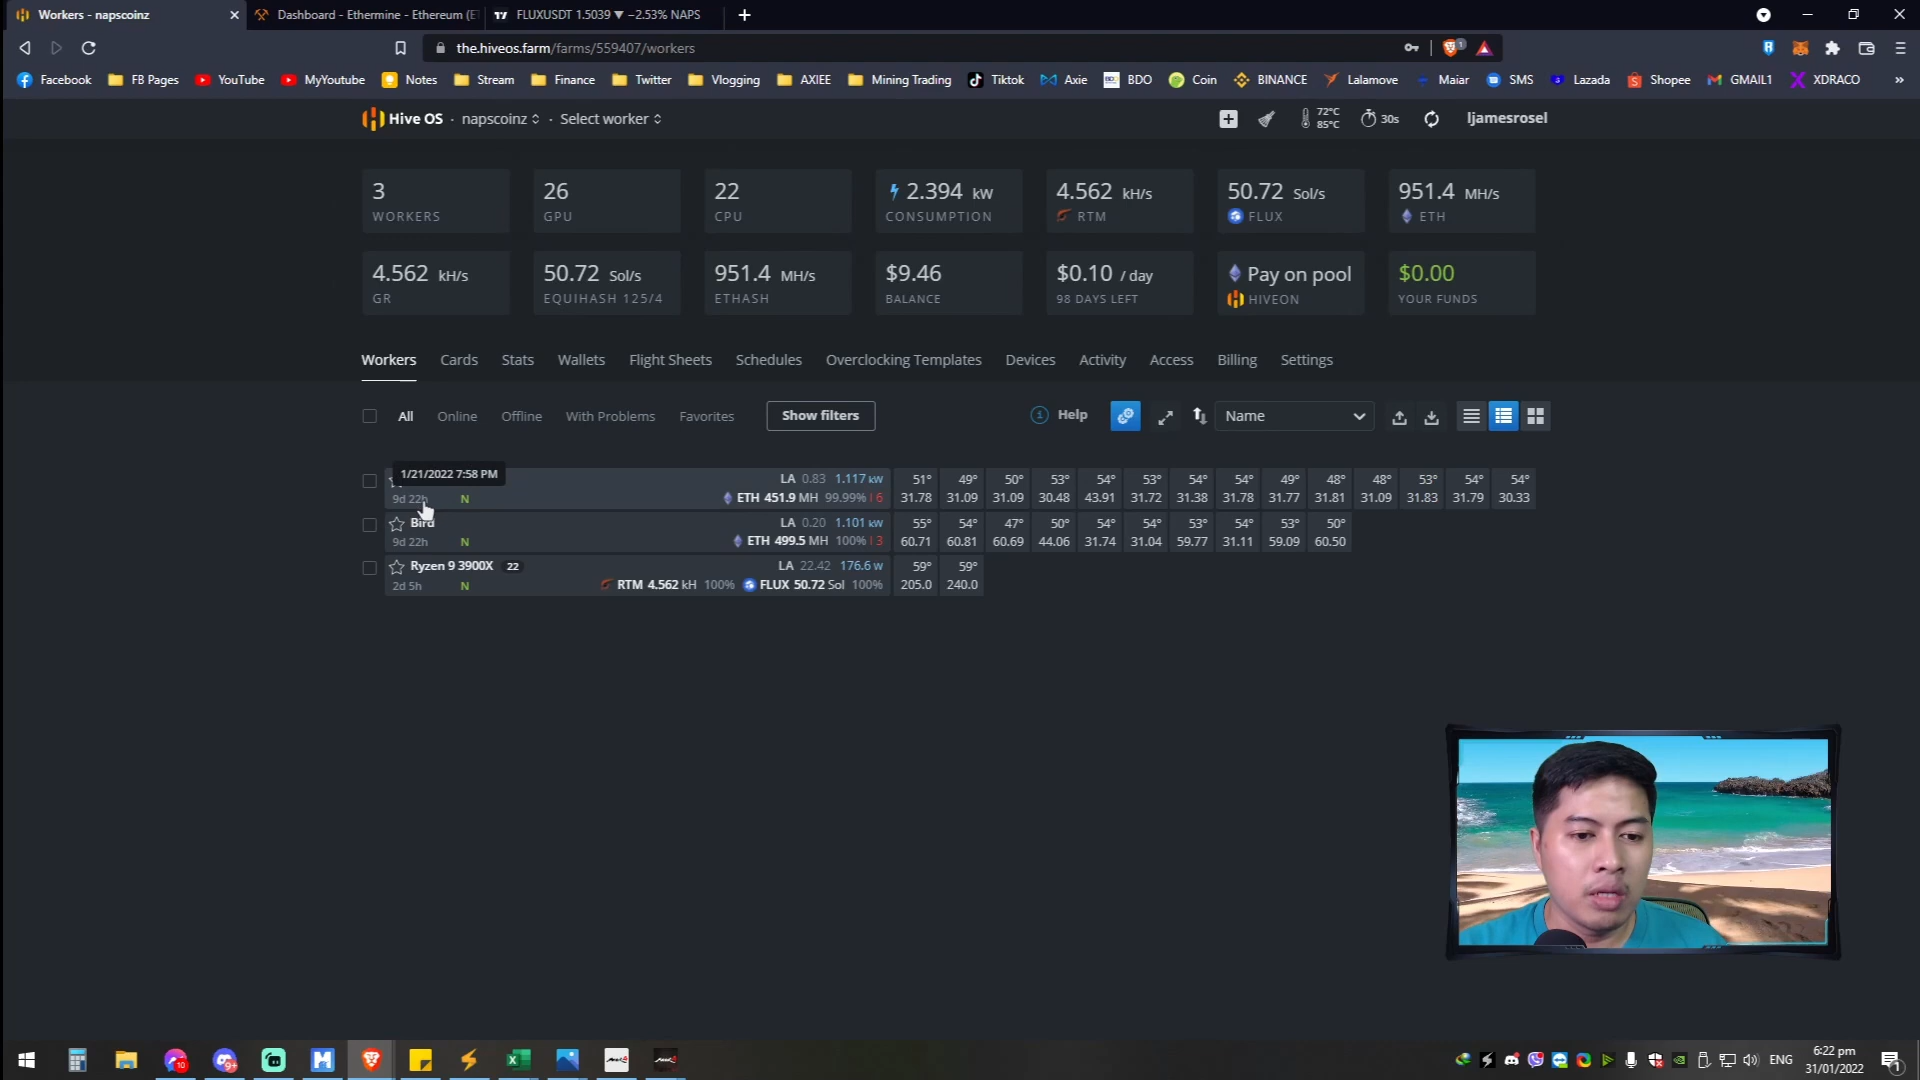 Workers - napscoinz
Dashboard - Ethermine - Ethereum (E
FLUXUSDT 1.5039 ▼ −2.53% NAPS
the.hiveos.farm/farms/559407/workers
Facebook FB Pages YouTube MyYoutube Notes Stream Finance Twitter Vlogging AXIEE Mining Trading Tiktok Axie BDO Coin BINANCE Lalamove Maiar SMS Lazada Shopee GMAIL1 XDRACO »
Hive OS · napscoinz · Select worker
72°C
85°C
30s
ljamesrosel
3
WORKERS
26
GPU
22
CPU
2.394 kW
CONSUMPTION
4.562 kH/s
RTM
50.72 Sol/s
FLUX
951.4 MH/s
ETH
4.562 kH/s
GR
50.72 Sol/s
EQUIHASH 125/4
951.4 MH/s
ETHASH
$9.46
BALANCE
$0.10 / day
98 DAYS LEFT
Pay on pool
HIVEON
$0.00
YOUR FUNDS
Workers Cards Stats Wallets Flight Sheets Schedules Overclocking Templates Devices Activity Access Billing Settings
All Online Offline With Problems Favorites Show filters Help Name
1/21/2022 7:58 PM
LA 0.83 1.117 kW 51° 49° 50° 53° 54° 53° 54° 54° 49° 48° 48° 53° 54° 54°
9d 22h N ETH 451.9 MH 99.99% I 6 31.78 31.09 31.09 30.48 43.91 31.72 31.38 31.78 31.77 31.81 31.09 31.83 31.79 30.33
Bird LA 0.20 1.101 kW 55° 54° 47° 50° 54° 54° 53° 54° 53° 50°
9d 22h N ETH 499.5 MH 100% I 3 60.71 60.81 60.69 44.06 31.74 31.04 59.77 31.11 59.09 60.50
Ryzen 9 3900X 22 LA 22.42 176.6 w 59° 59°
2d 5h N RTM 4.562 kH 100% FLUX 50.72 Sol 100% 205.0 240.0
ENG
6:22 pm
31/01/2022